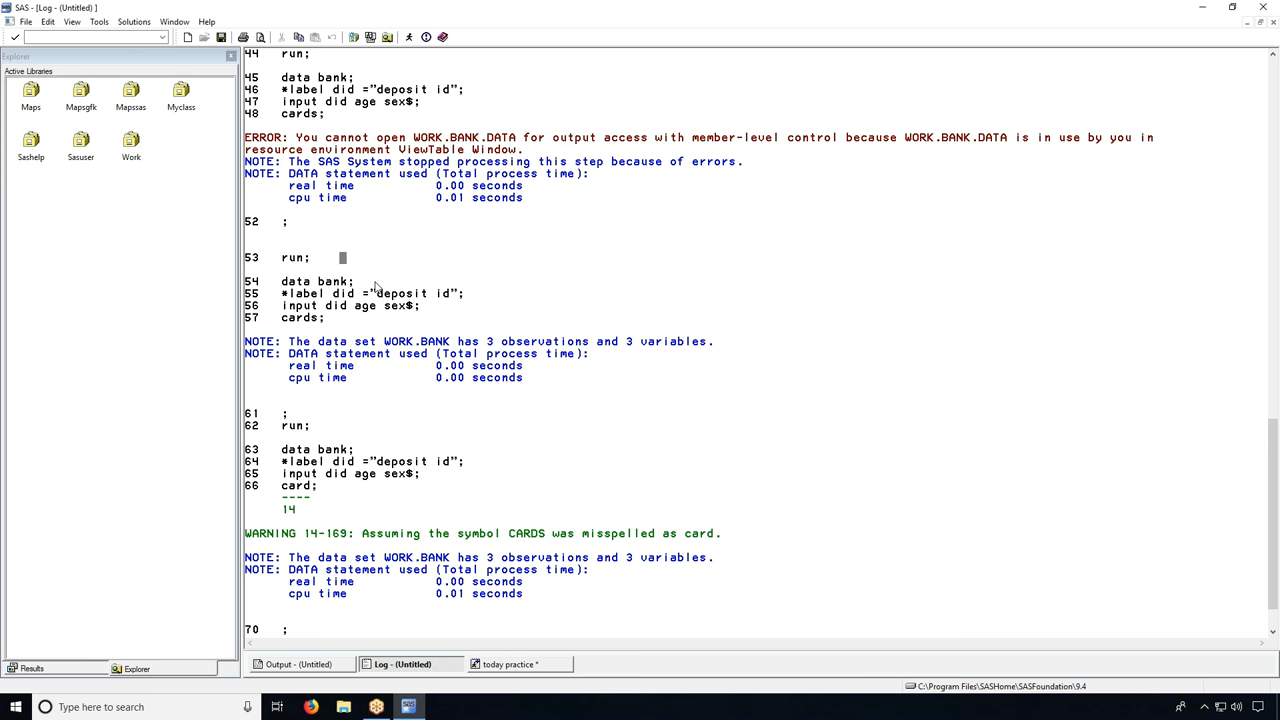 SAS - [Log - (Untitled) ]
File Edit View Tools Solutions Window Help
Explorer
Active Libraries
Maps Mapsgfk Mapssas Myclass
Sashelp Sasuser Work
44 run;
45 data bank;
46 *label did ="deposit id";
47 input did age sex$;
48 cards;
ERROR: You cannot open WORK.BANK.DATA for output access with member-level control because WORK.BANK.DATA is in use by you in
resource environment ViewTable Window.
NOTE: The SAS System stopped processing this step because of errors.
NOTE: DATA statement used (Total process time):
real time 0.00 seconds
cpu time 0.01 seconds
52 ;
53 run;
54 data bank;
55 *label did ="deposit id";
56 input did age sex$;
57 cards;
NOTE: The data set WORK.BANK has 3 observations and 3 variables.
NOTE: DATA statement used (Total process time):
real time 0.00 seconds
cpu time 0.00 seconds
61 ;
62 run;
63 data bank;
64 *label did ="deposit id";
65 input did age sex$;
66 card;
----
14
WARNING 14-169: Assuming the symbol CARDS was misspelled as card.
NOTE: The data set WORK.BANK has 3 observations and 3 variables.
NOTE: DATA statement used (Total process time):
real time 0.00 seconds
cpu time 0.01 seconds
70 ;
Results Explorer
Output - (Untitled) Log - (Untitled) today practice *
C:\Program Files\SASHome\SASFoundation\9.4
Type here to search